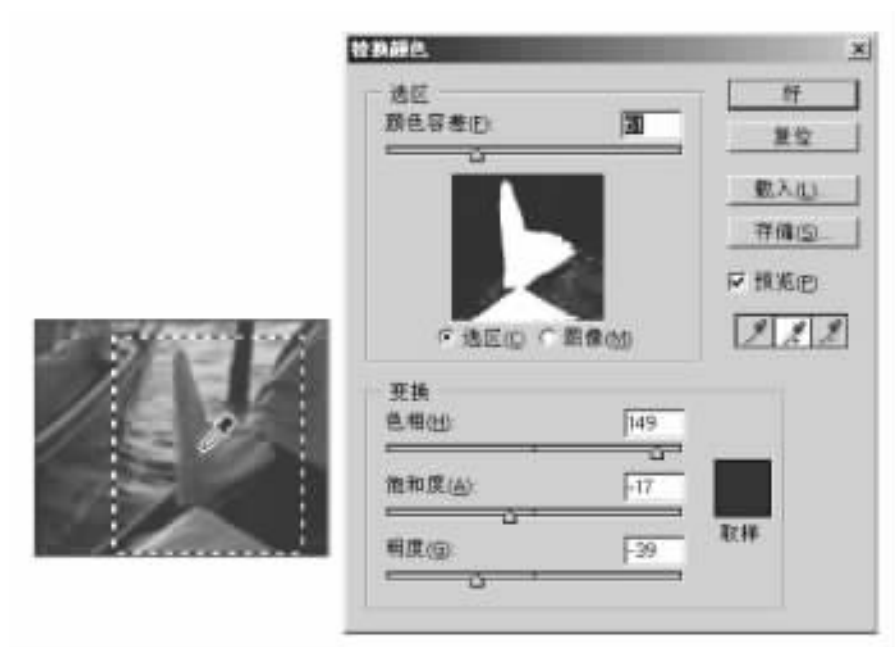 替换颜色
选区
颜色容差(F):
好
复位
载入(L)...
存储(S)...
预览(P)
选区(C) 图像(M)
变换
色相(H): 149
饱和度(A): -17
明度(G): -39
取样